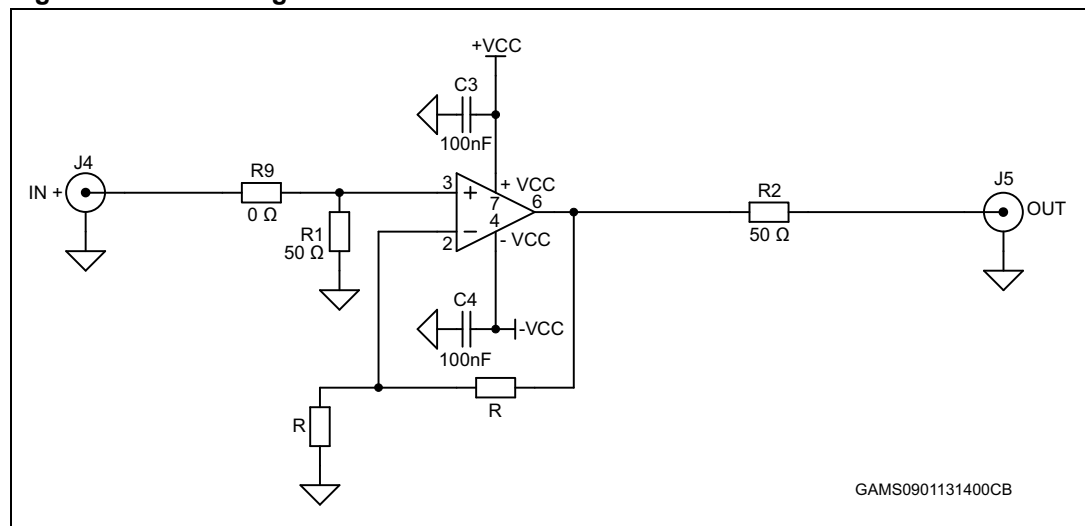 +VCC
C3
100nF
J4
IN +
R9
0 Ω
R1
50 Ω
3
+
+ VCC
7
6
4
2
−
- VCC
R2
50 Ω
J5
OUT
C4
100nF
-VCC
R
R
GAMS0901131400CB